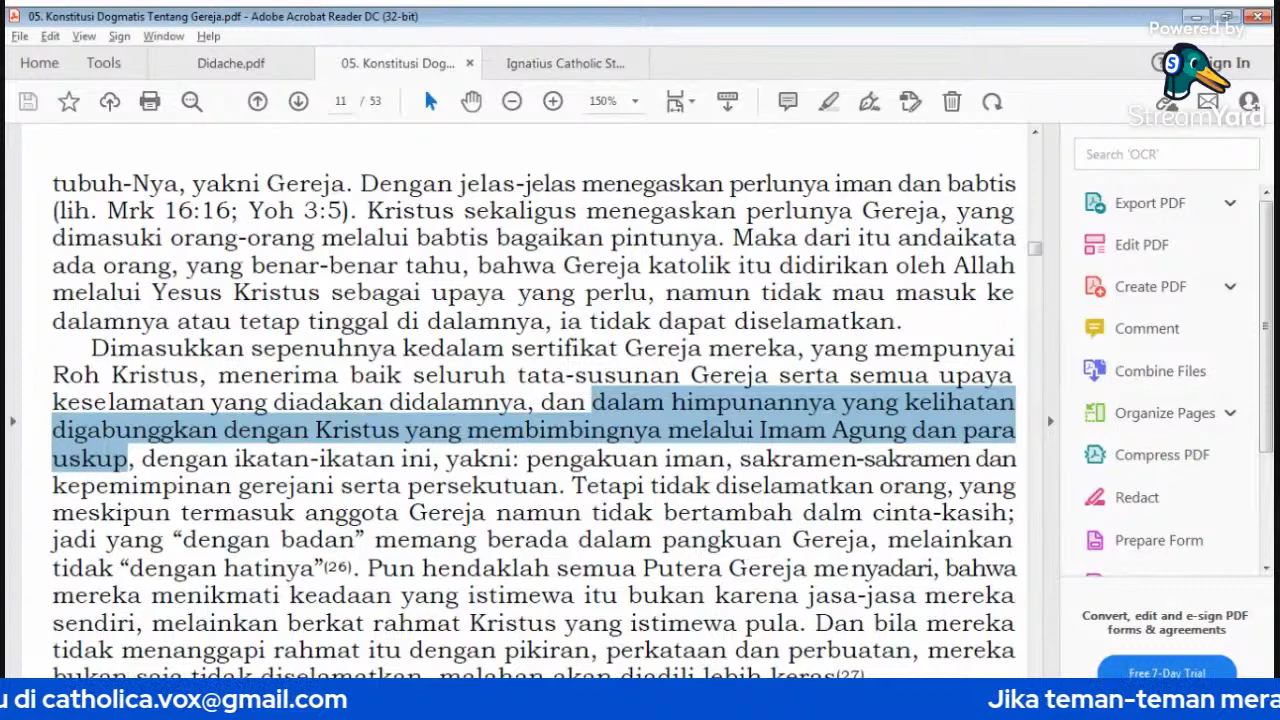 05. Konstitusi Dogmatis Tentang Gereja.pdf - Adobe Acrobat Reader DC (32-bit)
File Edit View Sign Window Help
Powered by
Home Tools Didache.pdf 05. Konstitusi Dog... × Ignatius Catholic St... Sign In
11 / 53 150%
StreamYard
Search 'OCR'
tubuh-Nya, yakni Gereja. Dengan jelas-jelas menegaskan perlunya iman dan babtis
(lih. Mrk 16:16; Yoh 3:5). Kristus sekaligus menegaskan perlunya Gereja, yang
dimasuki orang-orang melalui babtis bagaikan pintunya. Maka dari itu andaikata
ada orang, yang benar-benar tahu, bahwa Gereja katolik itu didirikan oleh Allah
melalui Yesus Kristus sebagai upaya yang perlu, namun tidak mau masuk ke
dalamnya atau tetap tinggal di dalamnya, ia tidak dapat diselamatkan.
Dimasukkan sepenuhnya kedalam sertifikat Gereja mereka, yang mempunyai
Roh Kristus, menerima baik seluruh tata-susunan Gereja serta semua upaya
keselamatan yang diadakan didalamnya, dan dalam himpunannya yang kelihatan
digabunggkan dengan Kristus yang membimbingnya melalui Imam Agung dan para
uskup, dengan ikatan-ikatan ini, yakni: pengakuan iman, sakramen-sakramen dan
kepemimpinan gerejani serta persekutuan. Tetapi tidak diselamatkan orang, yang
meskipun termasuk anggota Gereja namun tidak bertambah dalm cinta-kasih;
jadi yang “dengan badan” memang berada dalam pangkuan Gereja, melainkan
tidak “dengan hatinya”(26). Pun hendaklah semua Putera Gereja menyadari, bahwa
mereka menikmati keadaan yang istimewa itu bukan karena jasa-jasa mereka
sendiri, melainkan berkat rahmat Kristus yang istimewa pula. Dan bila mereka
tidak menanggapi rahmat itu dengan pikiran, perkataan dan perbuatan, mereka
bukan saja tidak diselamatkan, malahan akan diadili lebih keras(27)
Export PDF
Edit PDF
Create PDF
Comment
Combine Files
Organize Pages
Compress PDF
Redact
Prepare Form
Convert, edit and e-sign PDF
forms & agreements
Free 7-Day Trial
u di catholica.vox@gmail.com Jika teman-teman mera